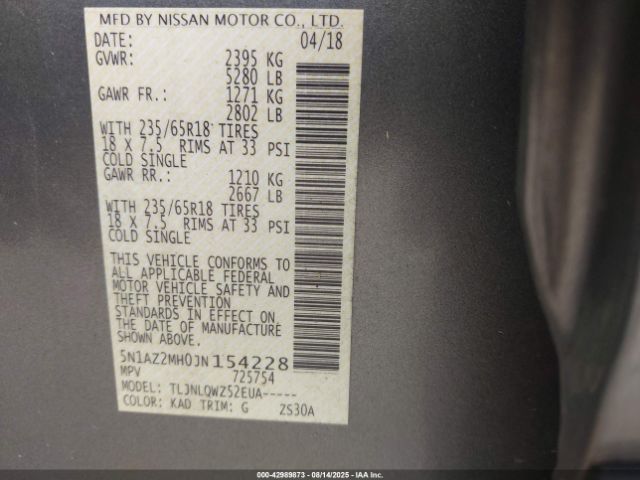 MFD BY NISSAN MOTOR CO., LTD.
DATE: 04/18
GVWR: 2395 KG
5280 LB
GAWR FR.: 1271 KG
2802 LB
WITH 235/65R18 TIRES
18 X 7.5 RIMS AT 33 PSI
COLD SINGLE
GAWR RR.: 1210 KG
2667 LB
WITH 235/65R18 TIRES
18 X 7.5 RIMS AT 33 PSI
COLD SINGLE
THIS VEHICLE CONFORMS TO
ALL APPLICABLE FEDERAL
MOTOR VEHICLE SAFETY AND
THEFT PREVENTION
STANDARDS IN EFFECT ON
THE DATE OF MANUFACTURE
SHOWN ABOVE.
5N1AZ2MH0JN154228
MPV 725754
MODEL: TLJNLQWZ52EUA-----
COLOR: KAD TRIM: G ZS30A
000-42989873 - 08/14/2025 - IAA Inc. (ACV)